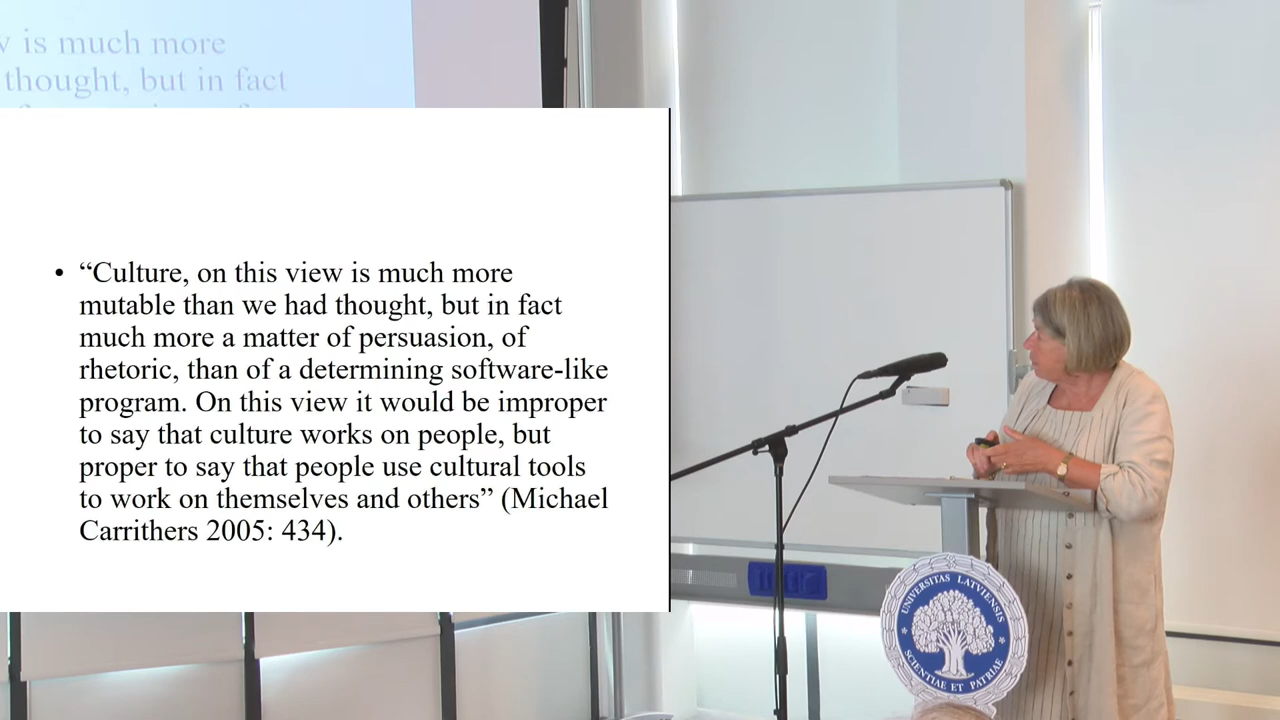 v is much more
thought, but in fact
• “Culture, on this view is much more
mutable than we had thought, but in fact
much more a matter of persuasion, of
rhetoric, than of a determining software-like
program. On this view it would be improper
to say that culture works on people, but
proper to say that people use cultural tools
to work on themselves and others” (Michael
Carrithers 2005: 434).
UNIVERSITAS LATVIENSIS
SCIENTIAE ET PATRIAE